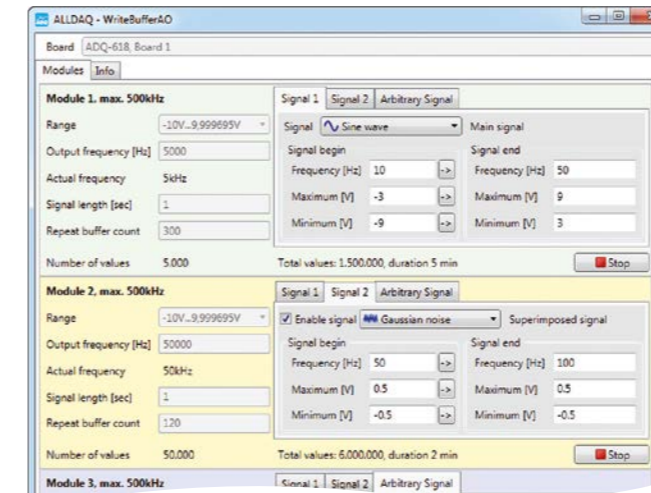 ALLDAQ - WriteBufferAO
Board ADQ-618, Board 1
Modules Info
Module 1, max. 500kHz Signal 1 Signal 2 Arbitrary Signal
Range -10V...9,999695V Signal Sine wave Main signal
Output frequency [Hz] 5000 Signal begin Signal end
Actual frequency 5kHz Frequency [Hz] 10 -> Frequency [Hz] 50
Signal length [sec] 1 Maximum [V] -3 -> Maximum [V] 9
Repeat buffer count 300 Minimum [V] -9 -> Minimum [V] 3
Number of values 5.000 Total values: 1.500.000, duration 5 min Stop
Module 2, max. 500kHz Signal 1 Signal 2 Arbitrary Signal
Range -10V...9,999695V Enable signal Gaussian noise Superimposed signal
Output frequency [Hz] 50000 Signal begin Signal end
Actual frequency 50kHz Frequency [Hz] 50 -> Frequency [Hz] 100
Signal length [sec] 1 Maximum [V] 0.5 -> Maximum [V] 0.5
Repeat buffer count 120 Minimum [V] -0.5 -> Minimum [V] -0.5
Number of values 50.000 Total values: 6.000.000, duration 2 min Stop
Module 3, max. 500kHz Signal 1 Signal 2 Arbitrary Signal